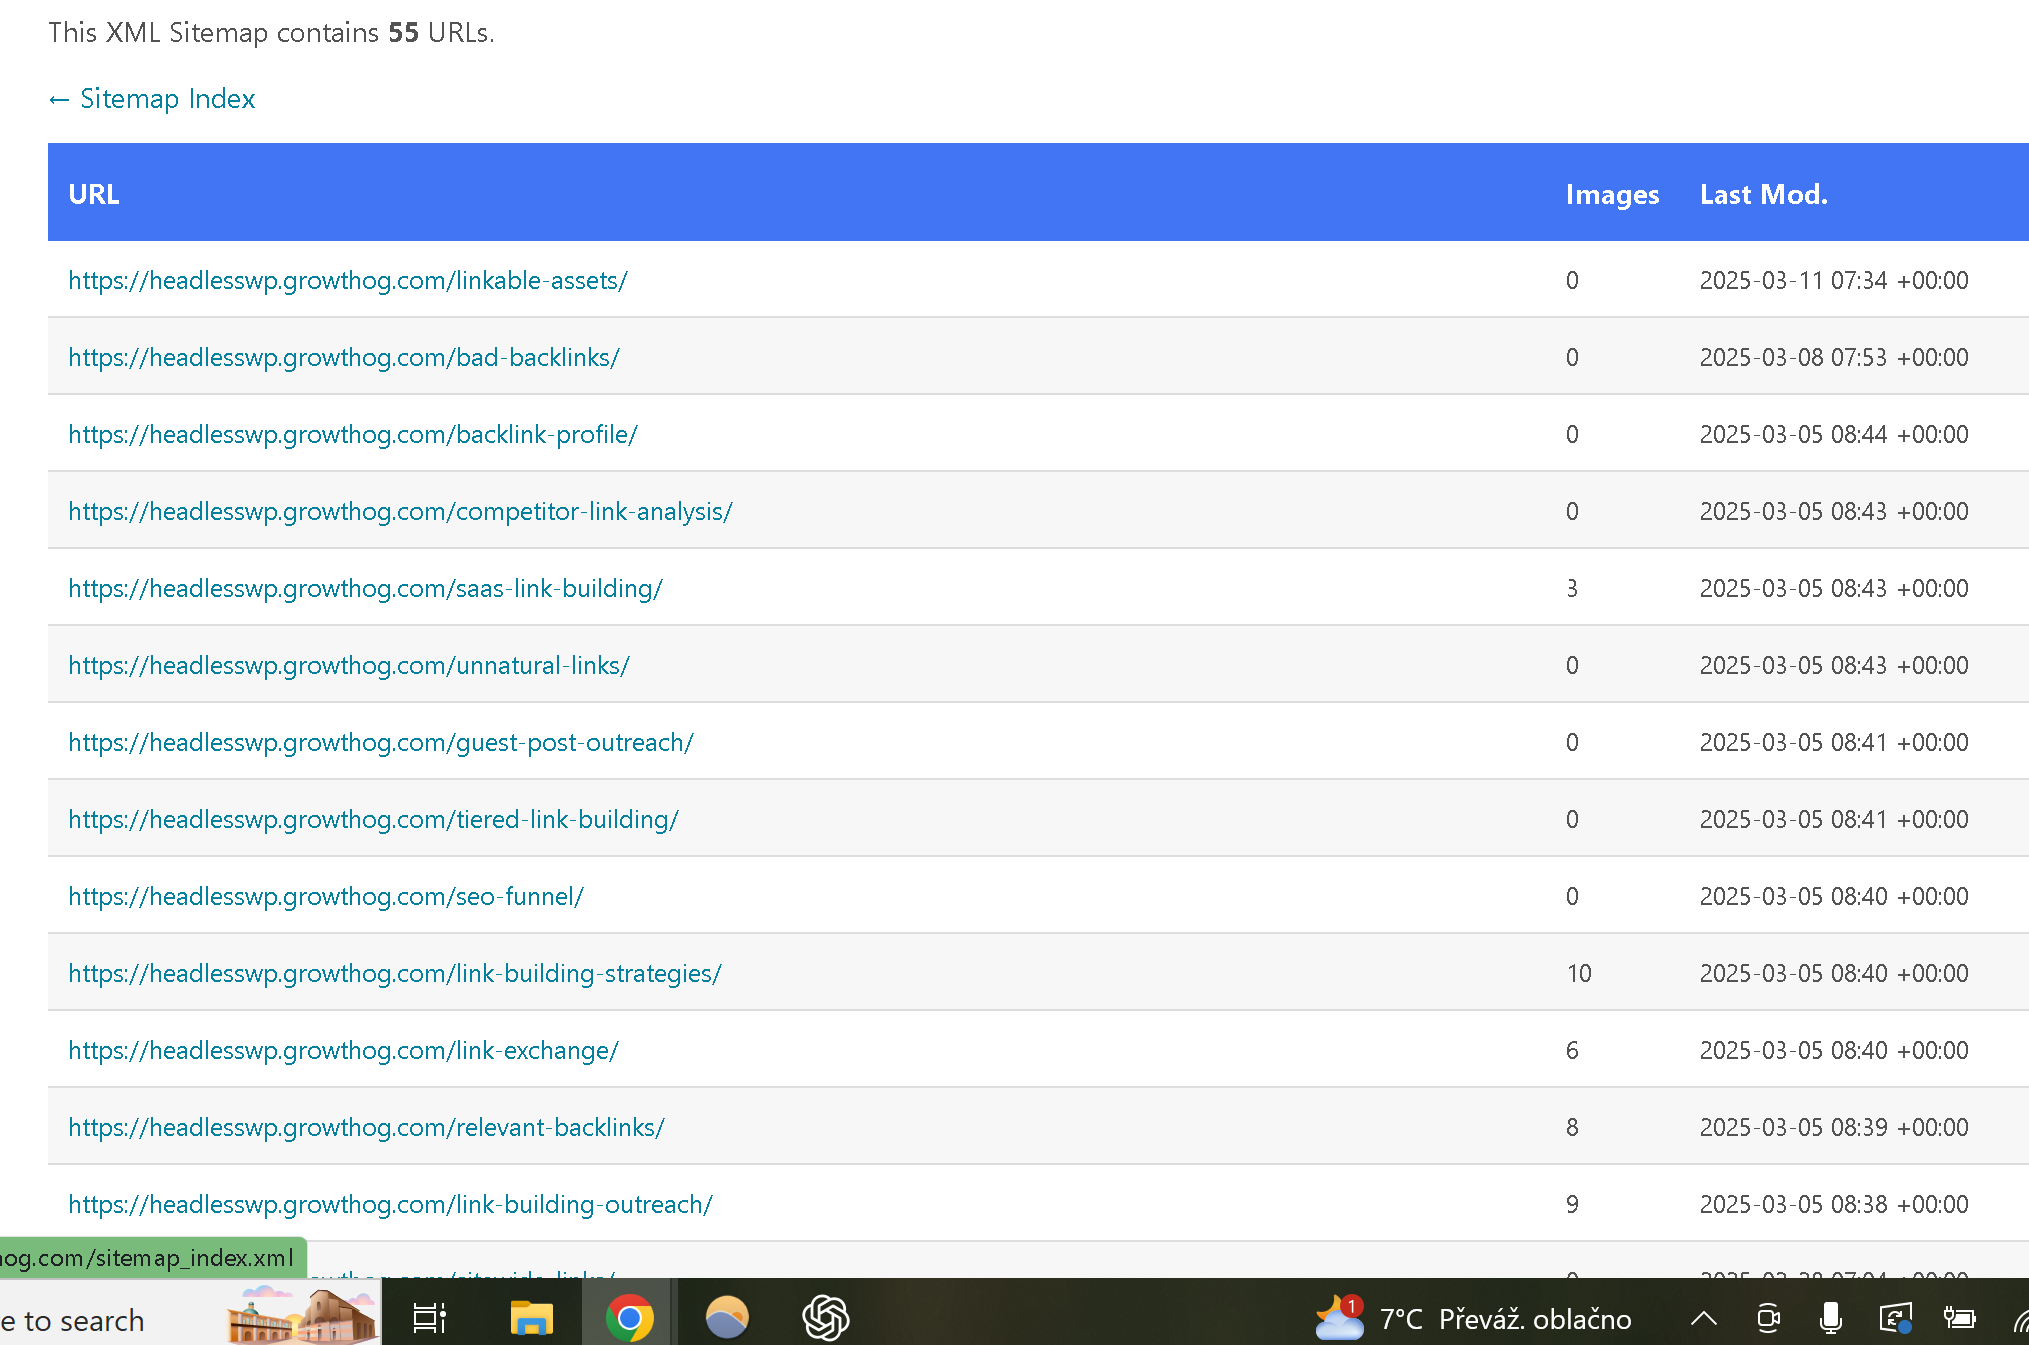 This XML Sitemap contains 55 URLs.
← Sitemap Index
URL Images Last Mod.
https://headlesswp.growthog.com/linkable-assets/ 0 2025-03-11 07:34 +00:00
https://headlesswp.growthog.com/bad-backlinks/ 0 2025-03-08 07:53 +00:00
https://headlesswp.growthog.com/backlink-profile/ 0 2025-03-05 08:44 +00:00
https://headlesswp.growthog.com/competitor-link-analysis/ 0 2025-03-05 08:43 +00:00
https://headlesswp.growthog.com/saas-link-building/ 3 2025-03-05 08:43 +00:00
https://headlesswp.growthog.com/unnatural-links/ 0 2025-03-05 08:43 +00:00
https://headlesswp.growthog.com/guest-post-outreach/ 0 2025-03-05 08:41 +00:00
https://headlesswp.growthog.com/tiered-link-building/ 0 2025-03-05 08:41 +00:00
https://headlesswp.growthog.com/seo-funnel/ 0 2025-03-05 08:40 +00:00
https://headlesswp.growthog.com/link-building-strategies/ 10 2025-03-05 08:40 +00:00
https://headlesswp.growthog.com/link-exchange/ 6 2025-03-05 08:40 +00:00
https://headlesswp.growthog.com/relevant-backlinks/ 8 2025-03-05 08:39 +00:00
https://headlesswp.growthog.com/link-building-outreach/ 9 2025-03-05 08:38 +00:00
og.com/sitemap_index.xml
e to search 1 7°C Převáž. oblačno